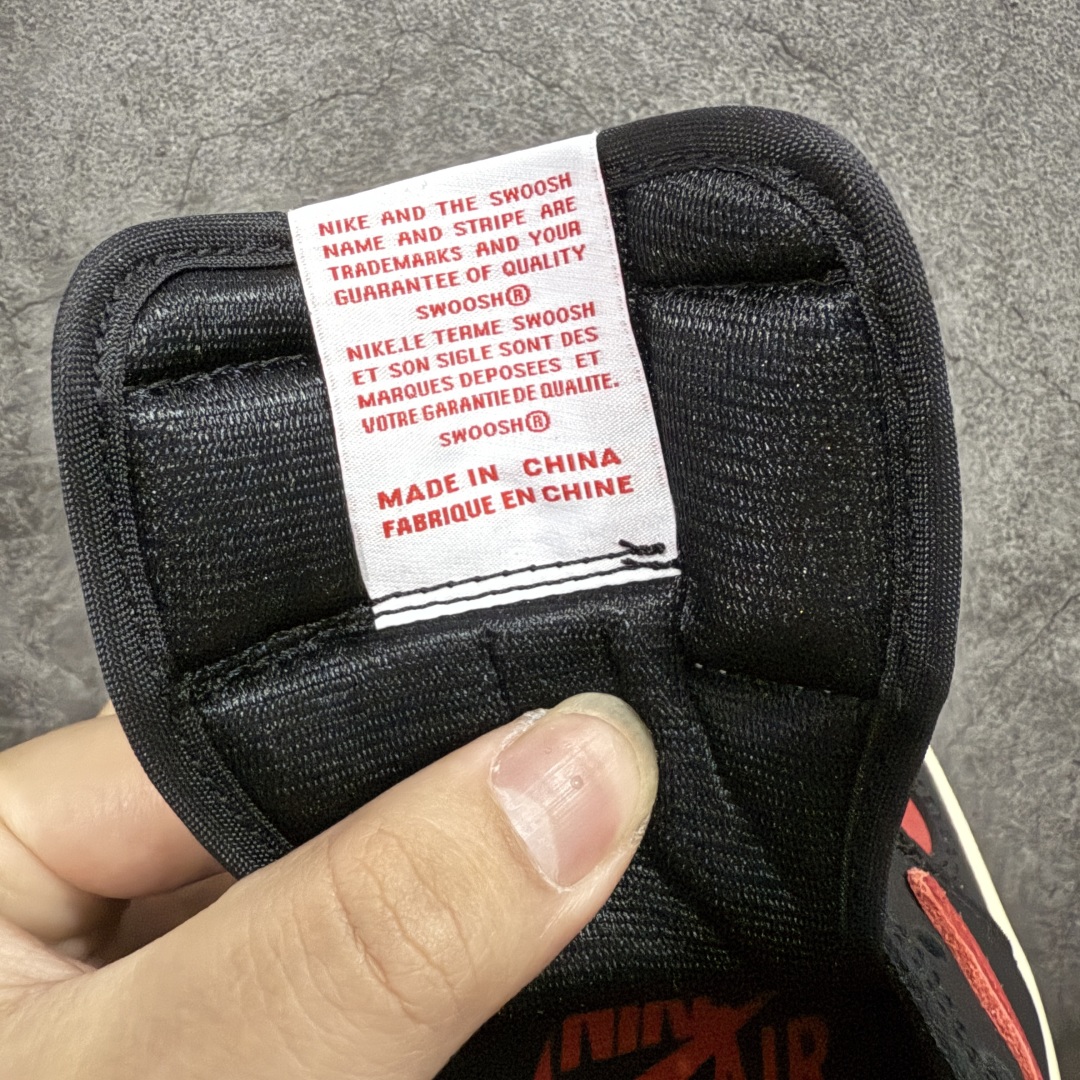 NIKE AND THE SWOOSH
NAME AND STRIPE ARE
TRADEMARKS AND YOUR
GUARANTEE OF QUALITY
SWOOSH®
NIKE.LE TERME SWOOSH
ET SON SIGLE SONT DES
MARQUES DEPOSEES ET
VOTRE GARANTIE DE QUALITE.
SWOOSH®
MADE IN CHINA
FABRIQUE EN CHINE
NIKE AIR